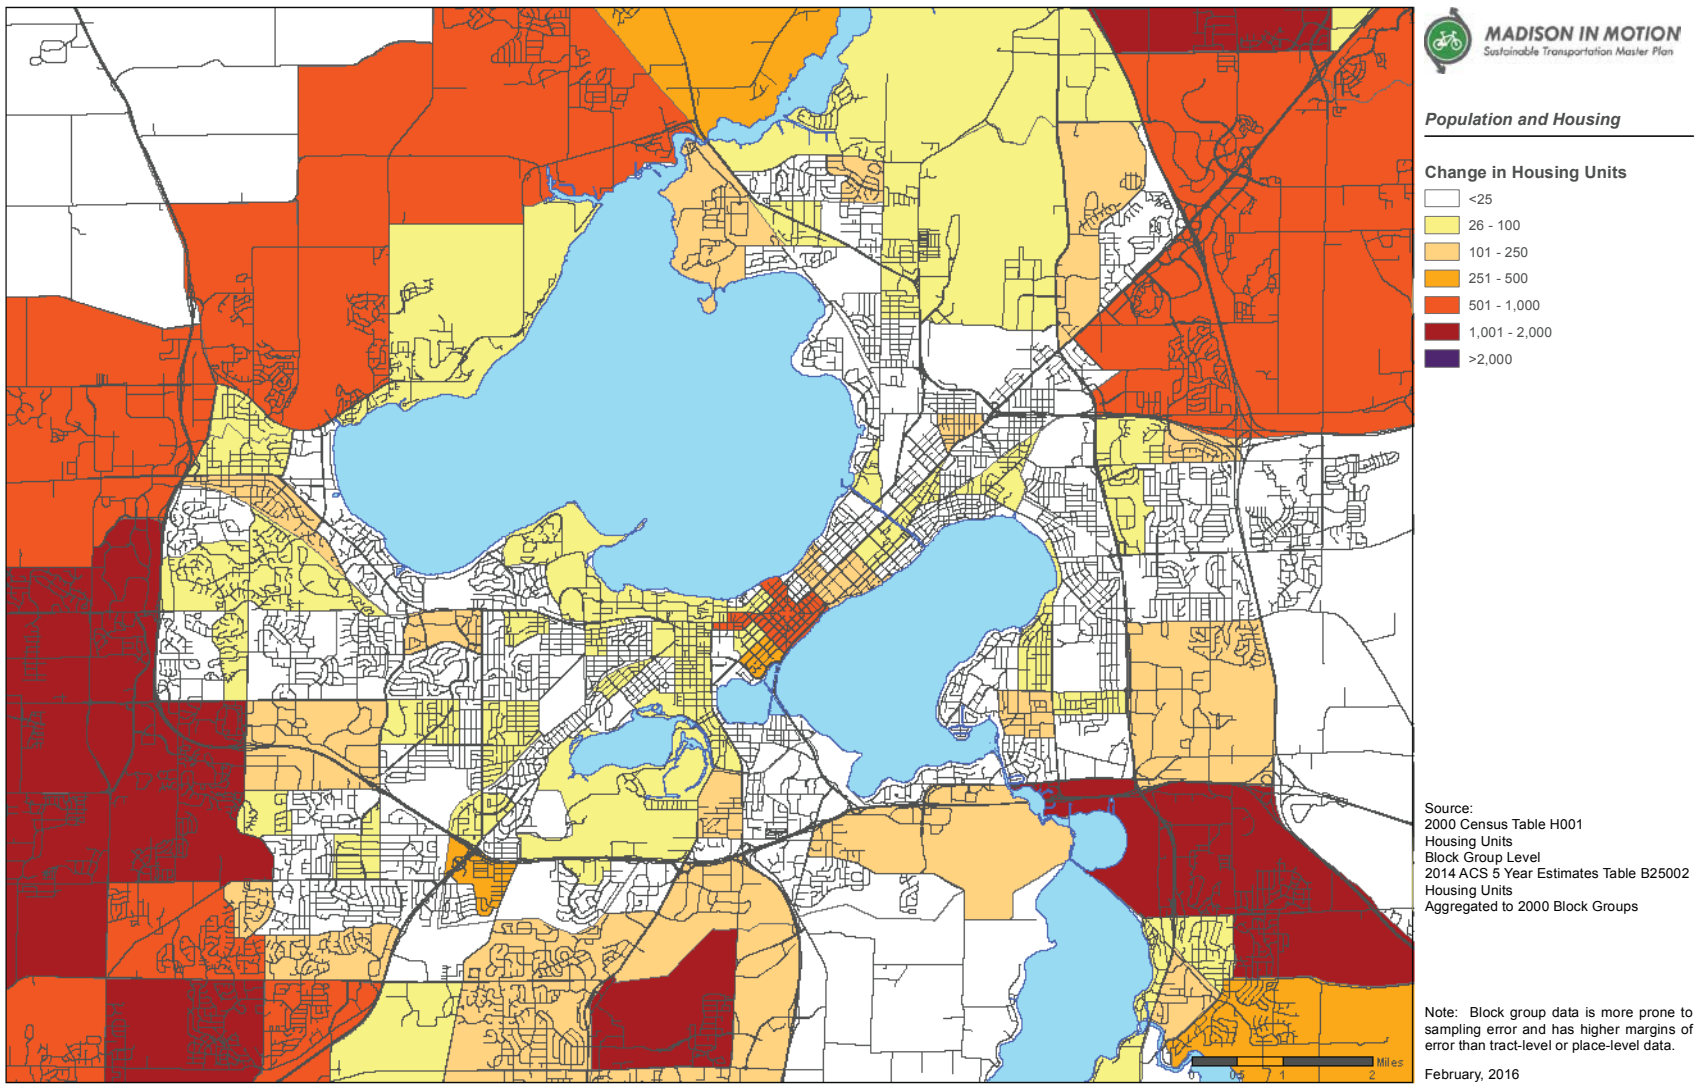 MADISON IN MOTION
Sustainable Transportation Master Plan
Population and Housing
Change in Housing Units
<25
26 - 100
101 - 250
251 - 500
501 - 1,000
1,001 - 2,000
>2,000
Source:
2000 Census Table H001
Housing Units
Block Group Level
2014 ACS 5 Year Estimates Table B25002
Housing Units
Aggregated to 2000 Block Groups
Note: Block group data is more prone to
sampling error and has higher margins of
error than tract-level or place-level data.
February, 2016
Miles
0 0.5 1 2